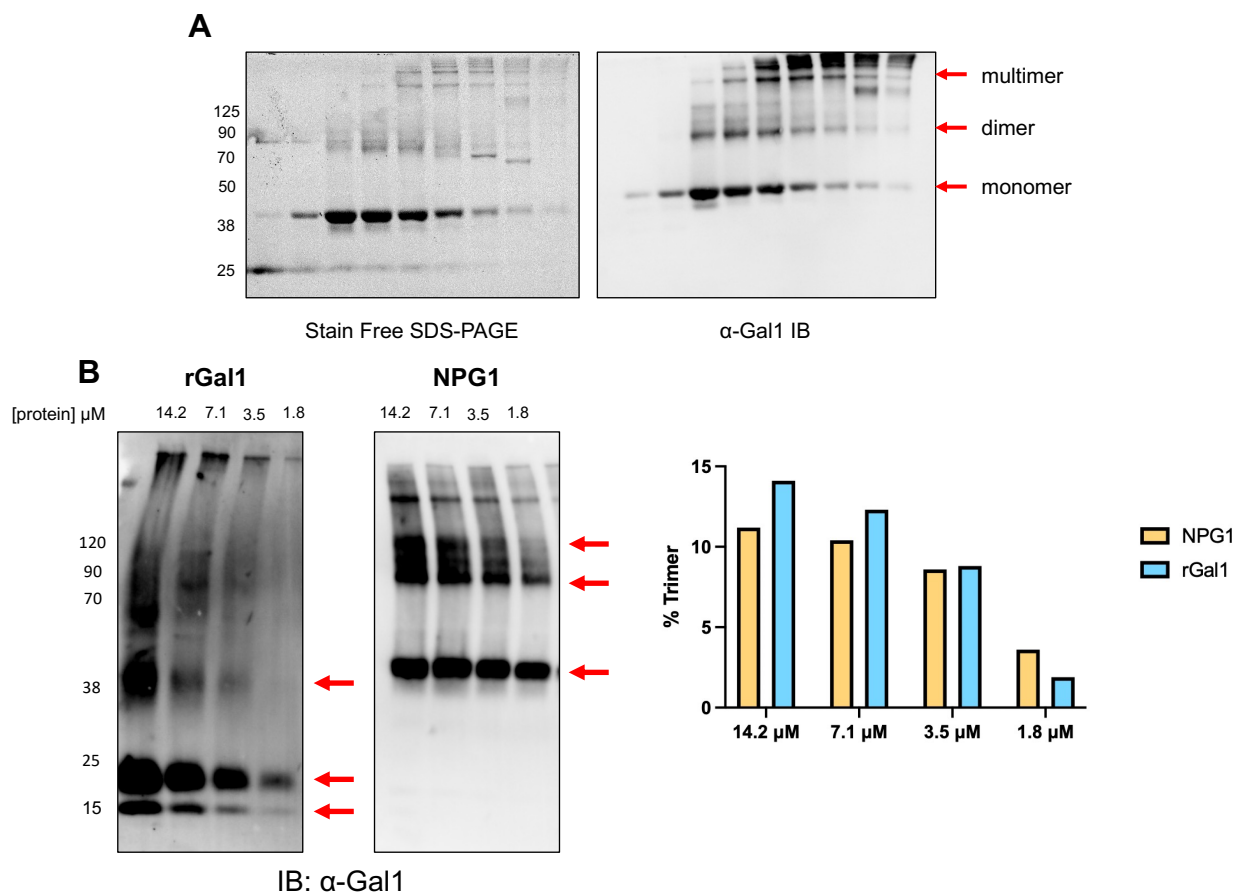 A
125
90
70
50
38
25
multimer
dimer
monomer
Stain Free SDS-PAGE
α-Gal1 IB
B
rGal1
NPG1
[protein] μM
14.2 7.1 3.5 1.8
14.2 7.1 3.5 1.8
120
90
70
38
25
15
IB: α-Gal1
% Trimer
15
10
5
0
14.2 μM 7.1 μM 3.5 μM 1.8 μM
NPG1
rGal1